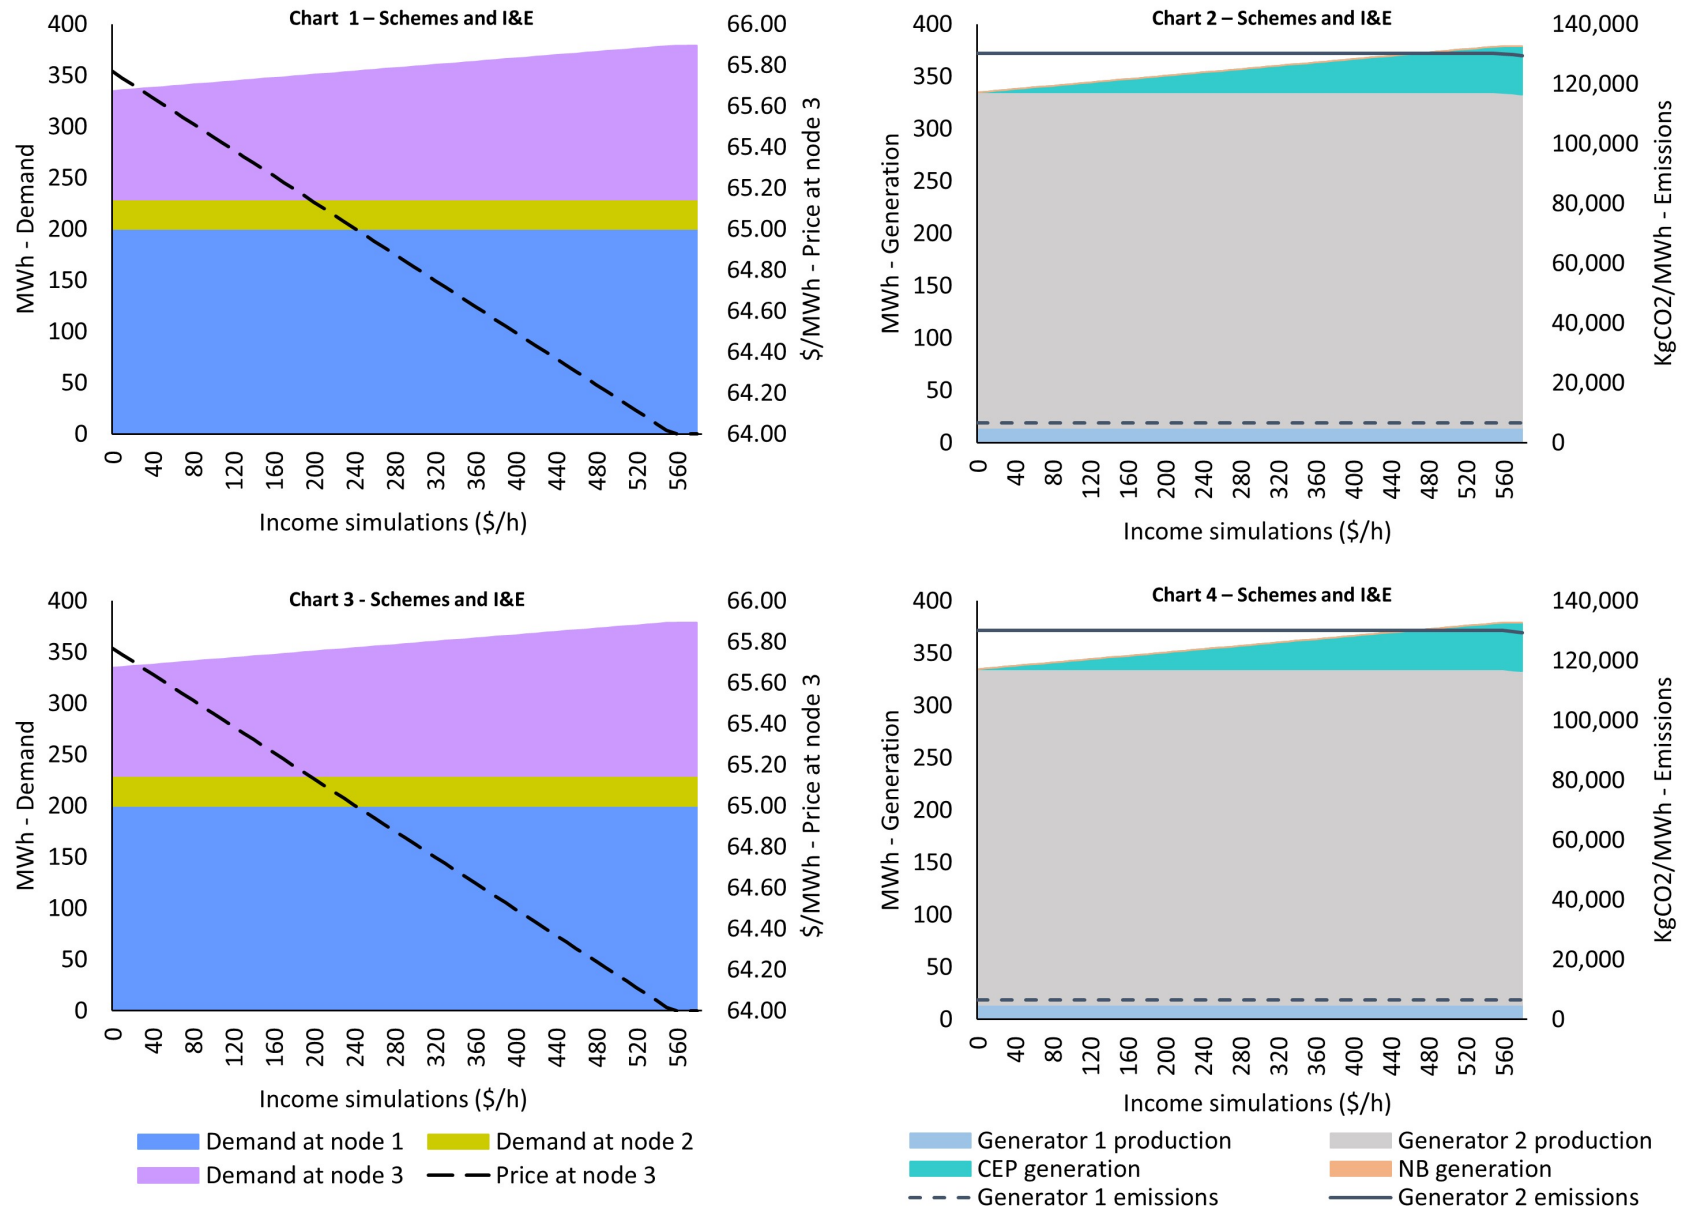 Chart 1 – Schemes and I&E
400
350
300
250
200
150
100
50
0
MWh - Demand
66.00
65.80
65.60
65.40
65.20
65.00
64.80
64.60
64.40
64.20
64.00
$/MWh - Price at node 3
0 40 80 120 160 200 240 280 320 360 400 440 480 520 560
Income simulations ($/h)
Chart 2 – Schemes and I&E
400
350
300
250
200
150
100
50
0
MWh - Generation
140,000
120,000
100,000
80,000
60,000
40,000
20,000
0
KgCO2/MWh - Emissions
0 40 80 120 160 200 240 280 320 360 400 440 480 520 560
Income simulations ($/h)
Chart 3 - Schemes and I&E
400
350
300
250
200
150
100
50
0
MWh - Demand
66.00
65.80
65.60
65.40
65.20
65.00
64.80
64.60
64.40
64.20
64.00
$/MWh - Price at node 3
0 40 80 120 160 200 240 280 320 360 400 440 480 520 560
Income simulations ($/h)
Demand at node 1 Demand at node 2
Demand at node 3 Price at node 3
Chart 4 – Schemes and I&E
400
350
300
250
200
150
100
50
0
MWh - Generation
140,000
120,000
100,000
80,000
60,000
40,000
20,000
0
KgCO2/MWh - Emissions
0 40 80 120 160 200 240 280 320 360 400 440 480 520 560
Income simulations ($/h)
Generator 1 production Generator 2 production
CEP generation NB generation
Generator 1 emissions Generator 2 emissions